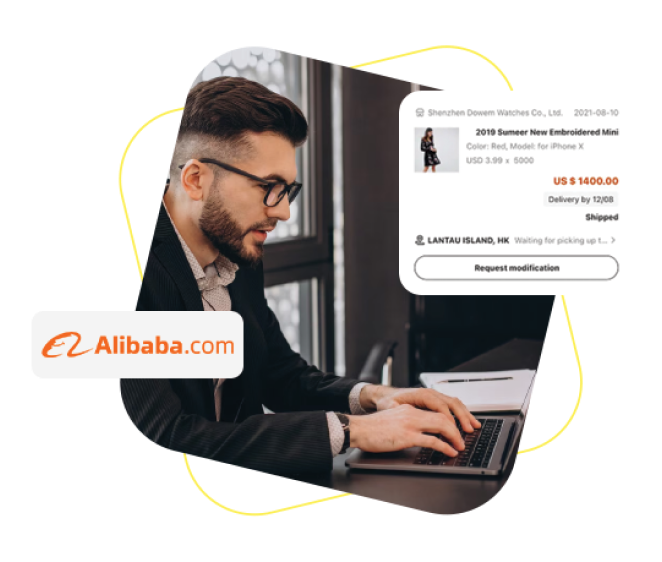 Shenzhen Dowem Watches Co., Ltd. 2021-08-10
2019 Sumeer New Embroidered Mini
Color: Red, Model: for iPhone X
USD 3.99 x 5000
US $ 1400.00
Delivery by 12/08
Shipped
LANTAU ISLAND, HK Waiting for picking up t... >
Request modification
Alibaba.com